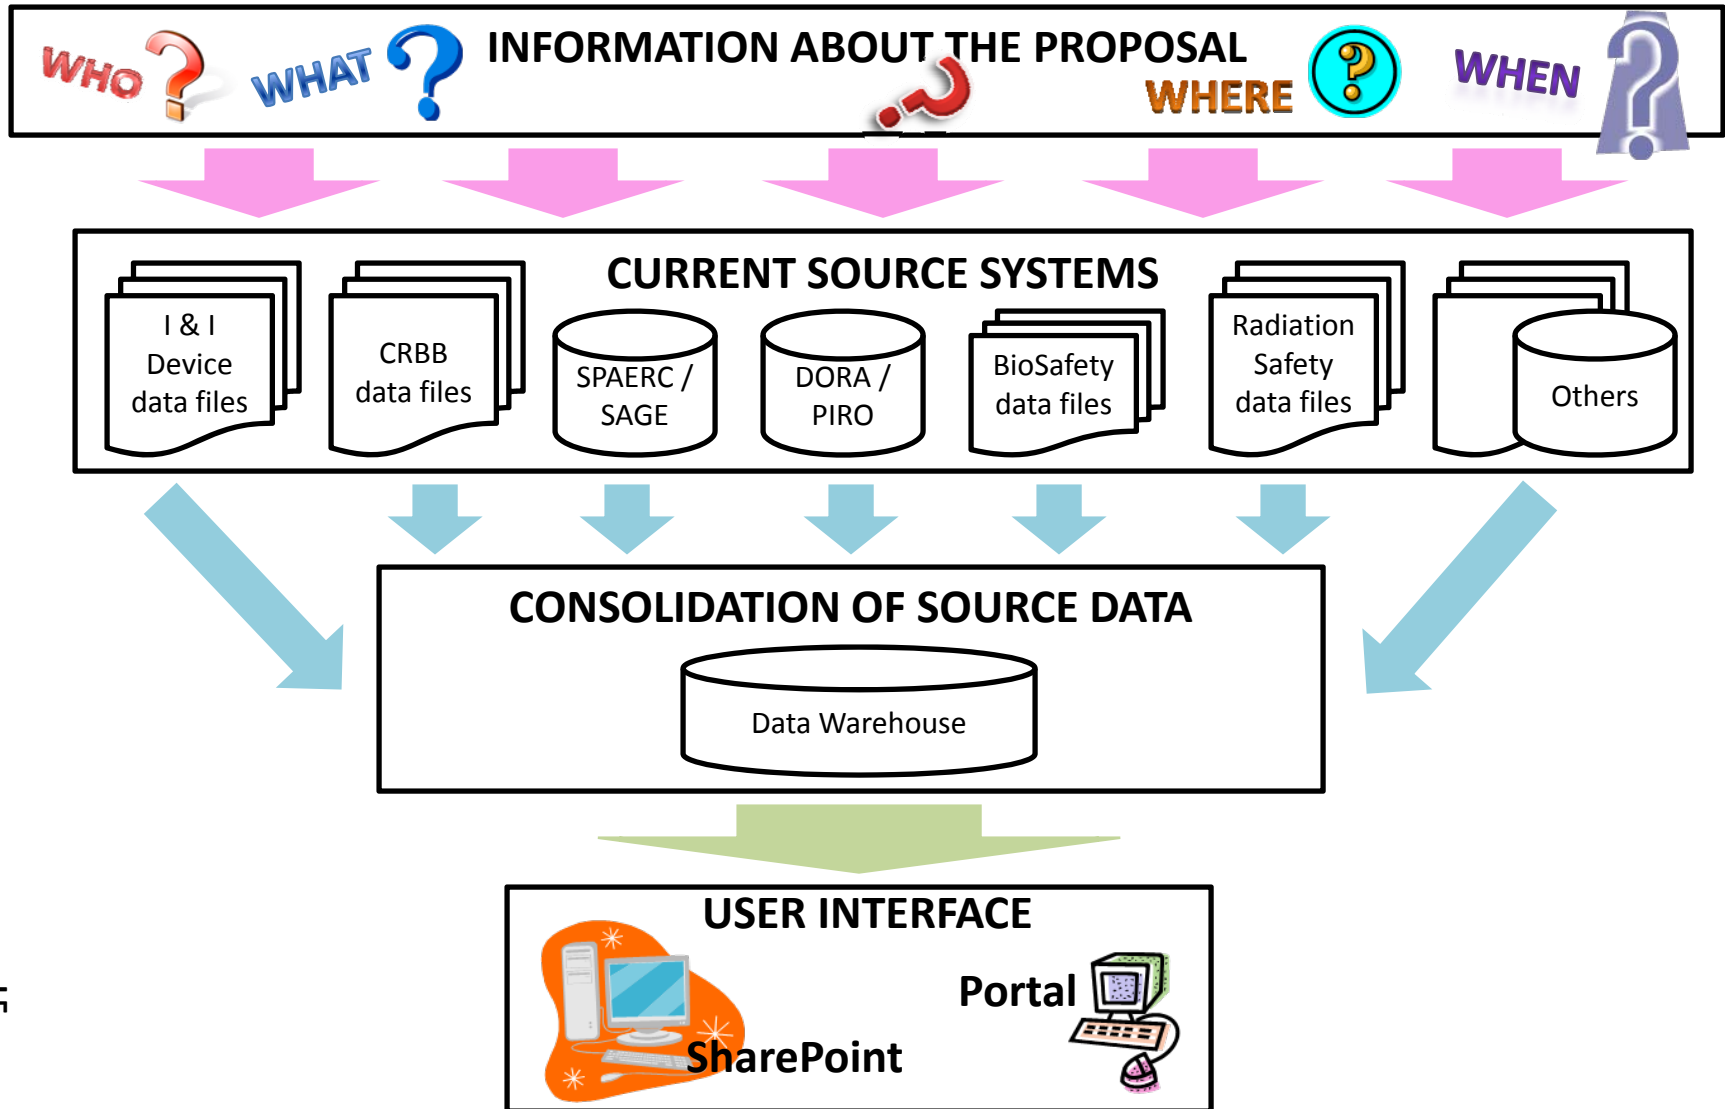 INFORMATION ABOUT THE PROPOSAL
WHO ?
WHAT ?
?
WHERE ?
WHEN ?
CURRENT SOURCE SYSTEMS
I & I
Device
data files
CRBB
data files
SPAERC /
SAGE
DORA /
PIRO
BioSafety
data files
Radiation
Safety
data files
Others
CONSOLIDATION OF SOURCE DATA
Data Warehouse
USER INTERFACE
SharePoint
Portal